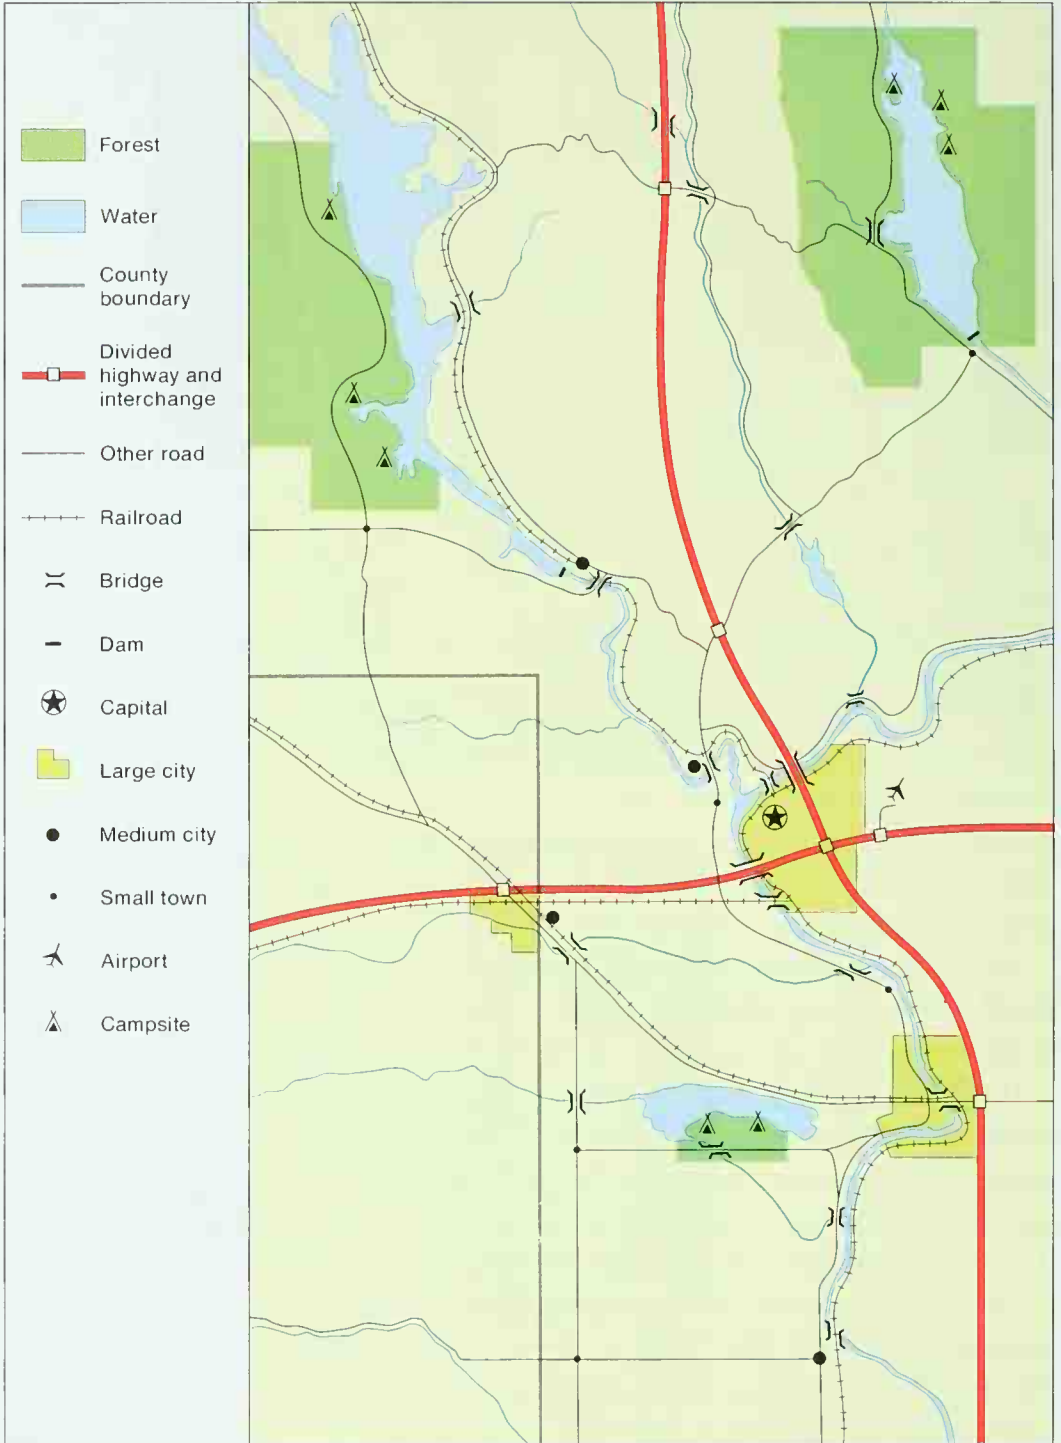 Forest
Water
County
boundary
Divided
highway and
interchange
Other road
Railroad
Bridge
Dam
Capital
Large city
Medium city
Small town
Airport
Campsite